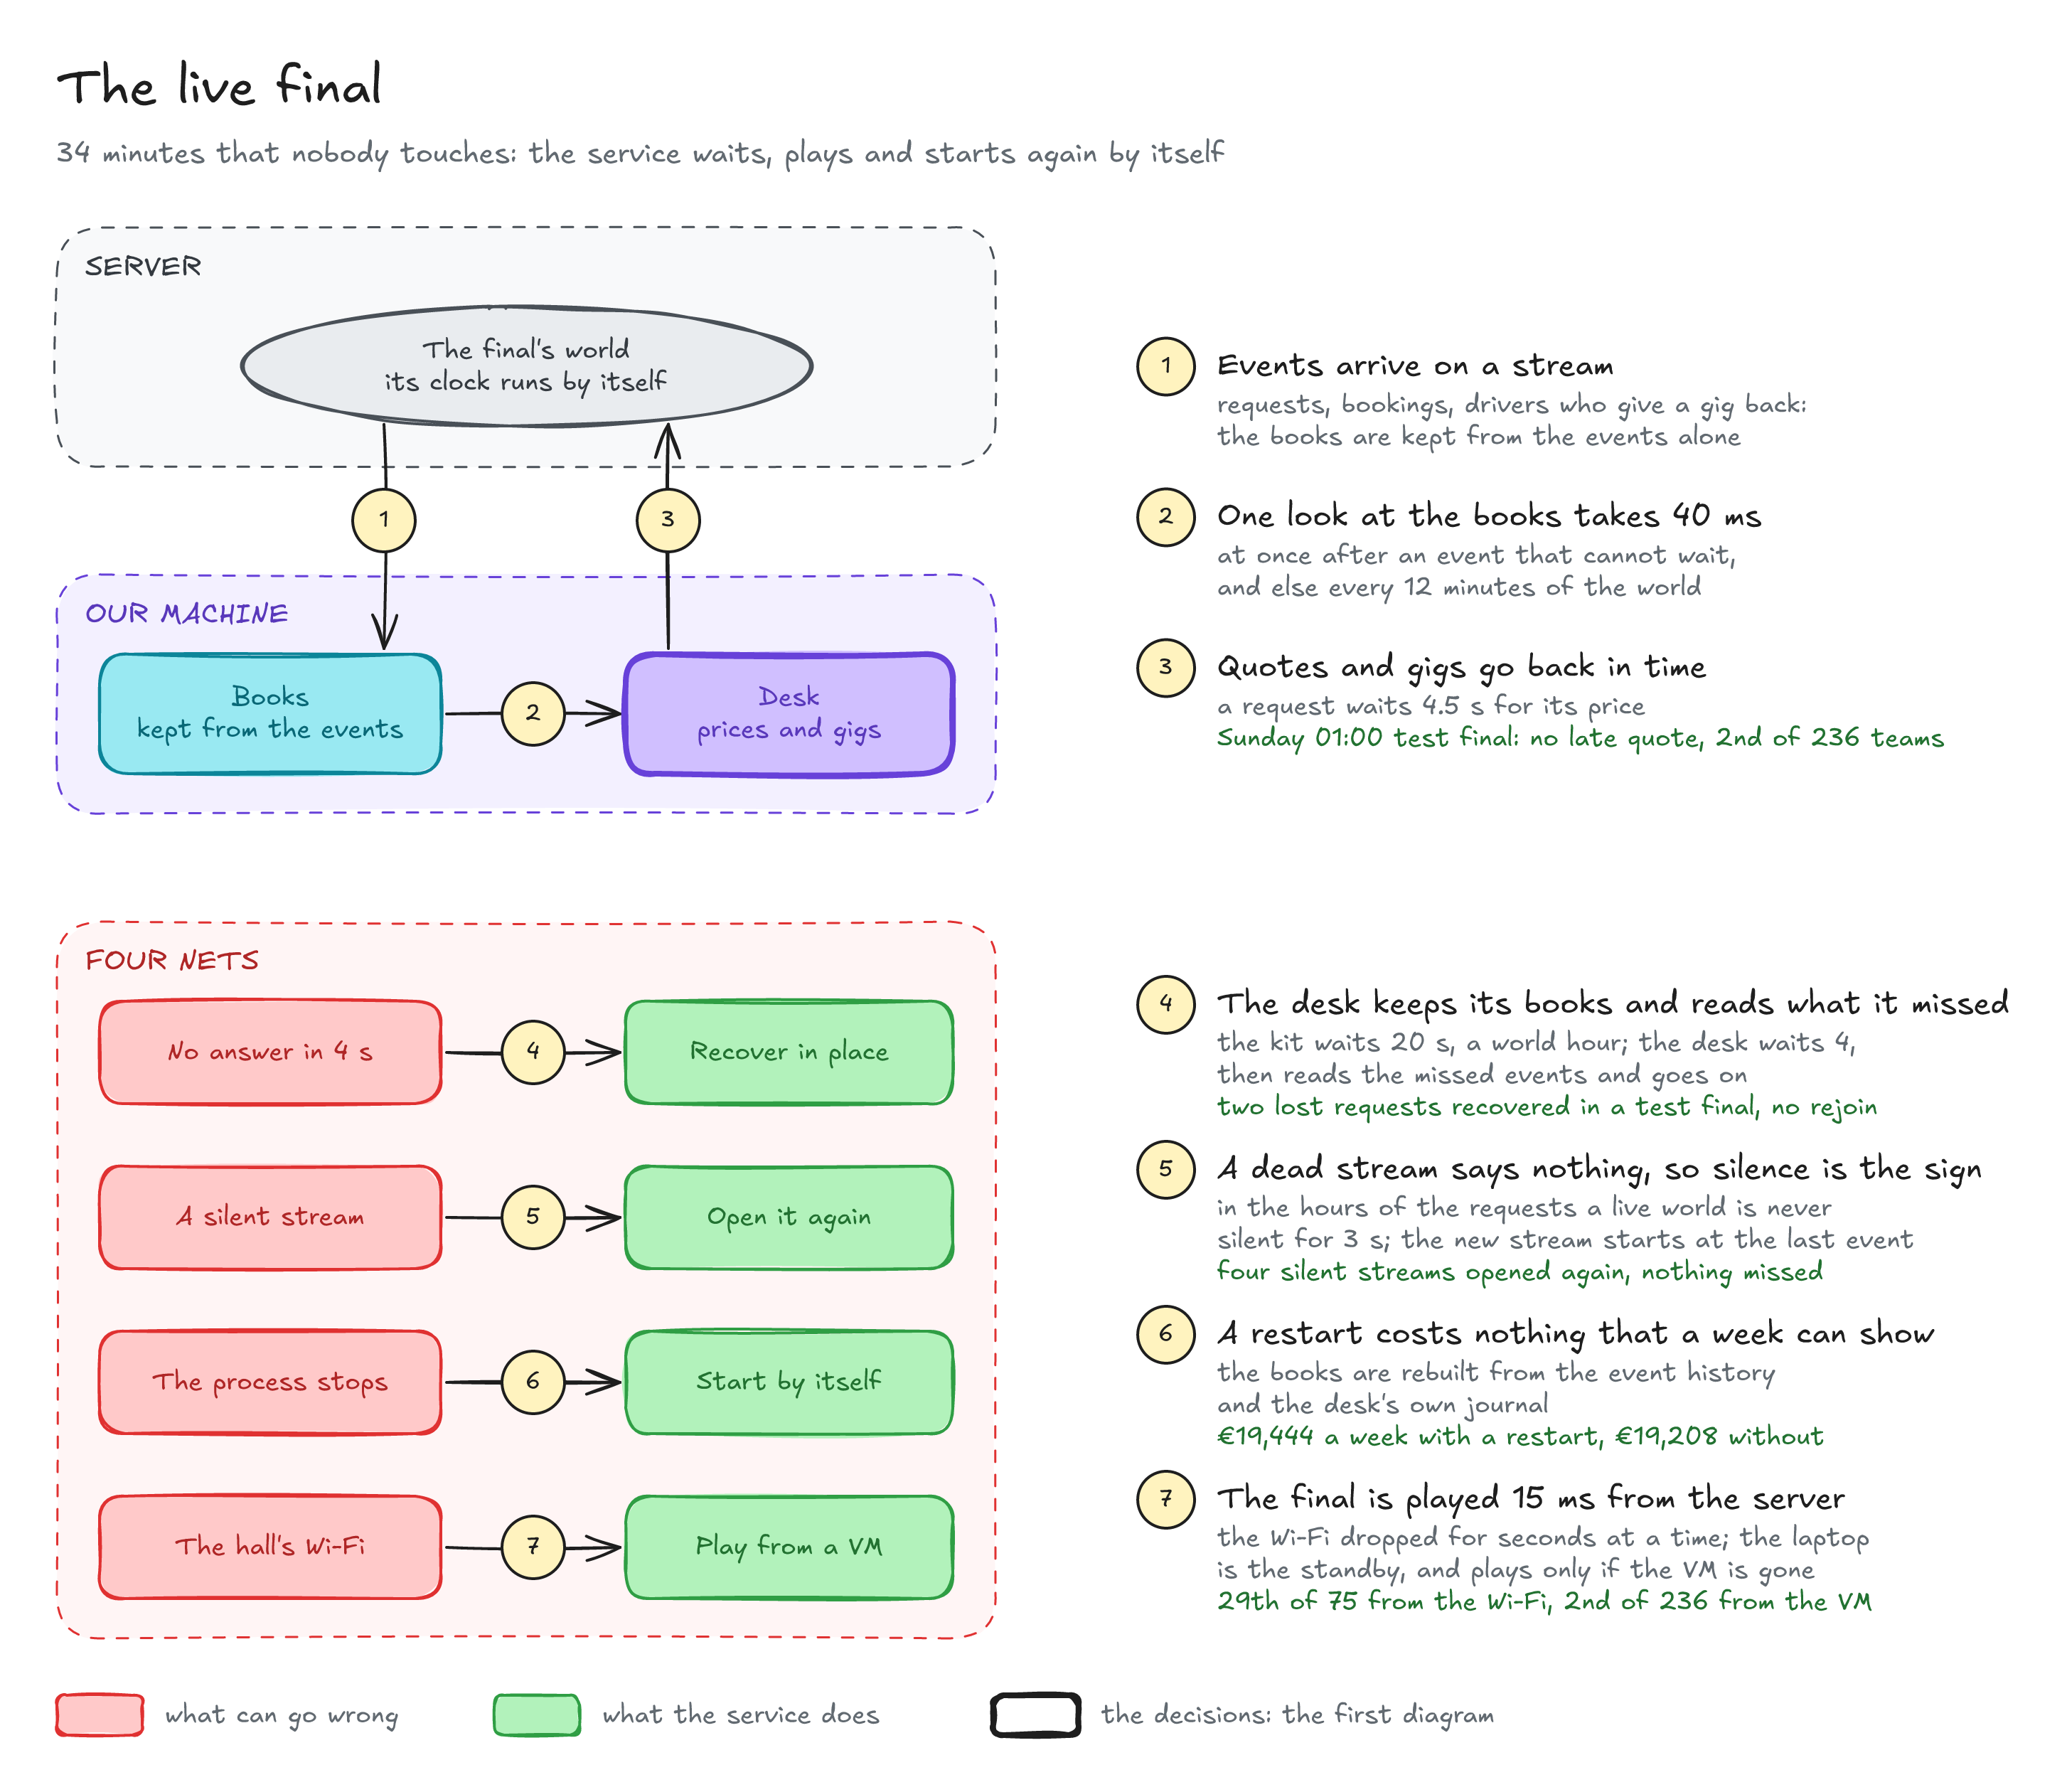 The live final
34 minutes that nobody touches: the service waits, plays and starts again by itself
SERVER
The final's world
its clock runs by itself
1
3
OUR MACHINE
Books
kept from the events
2
Desk
prices and gigs
1
Events arrive on a stream
requests, bookings, drivers who give a gig back:
the books are kept from the events alone
2
One look at the books takes 40 ms
at once after an event that cannot wait,
and else every 12 minutes of the world
3
Quotes and gigs go back in time
a request waits 4.5 s for its price
Sunday 01:00 test final: no late quote, 2nd of 236 teams
FOUR NETS
No answer in 4 s
4
Recover in place
A silent stream
5
Open it again
The process stops
6
Start by itself
The hall's Wi-Fi
7
Play from a VM
4
The desk keeps its books and reads what it missed
the kit waits 20 s, a world hour; the desk waits 4,
then reads the missed events and goes on
two lost requests recovered in a test final, no rejoin
5
A dead stream says nothing, so silence is the sign
in the hours of the requests a live world is never
silent for 3 s; the new stream starts at the last event
four silent streams opened again, nothing missed
6
A restart costs nothing that a week can show
the books are rebuilt from the event history
and the desk's own journal
€19,444 a week with a restart, €19,208 without
7
The final is played 15 ms from the server
the Wi-Fi dropped for seconds at a time; the laptop
is the standby, and plays only if the VM is gone
29th of 75 from the Wi-Fi, 2nd of 236 from the VM
what can go wrong
what the service does
the decisions: the first diagram